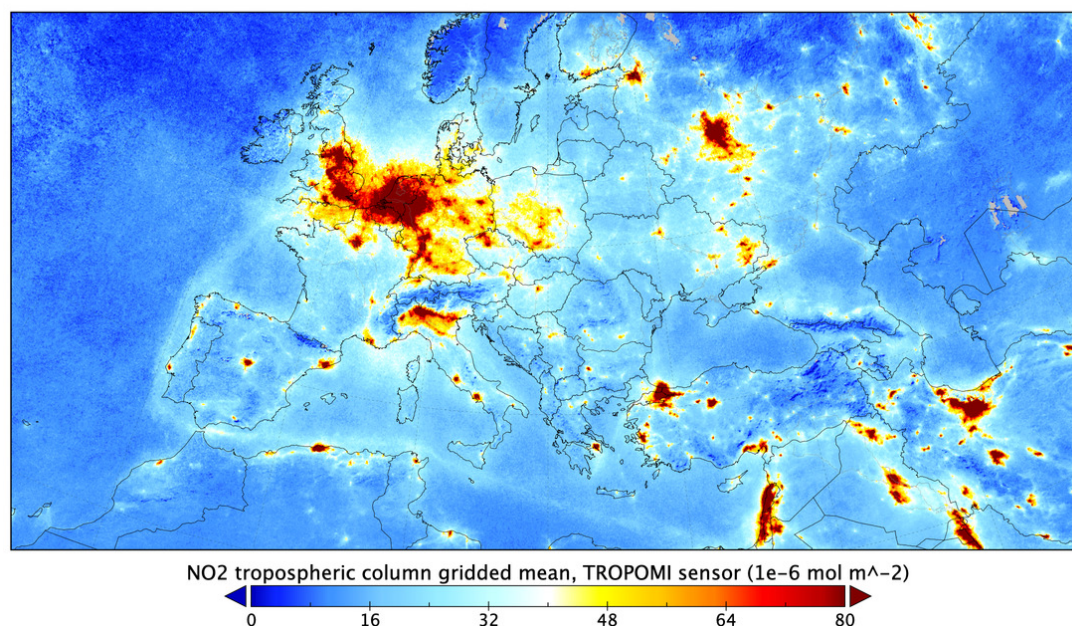 NO2 tropospheric column gridded mean, TROPOMI sensor (1e-6 mol m^-2)
0 16 32 48 64 80